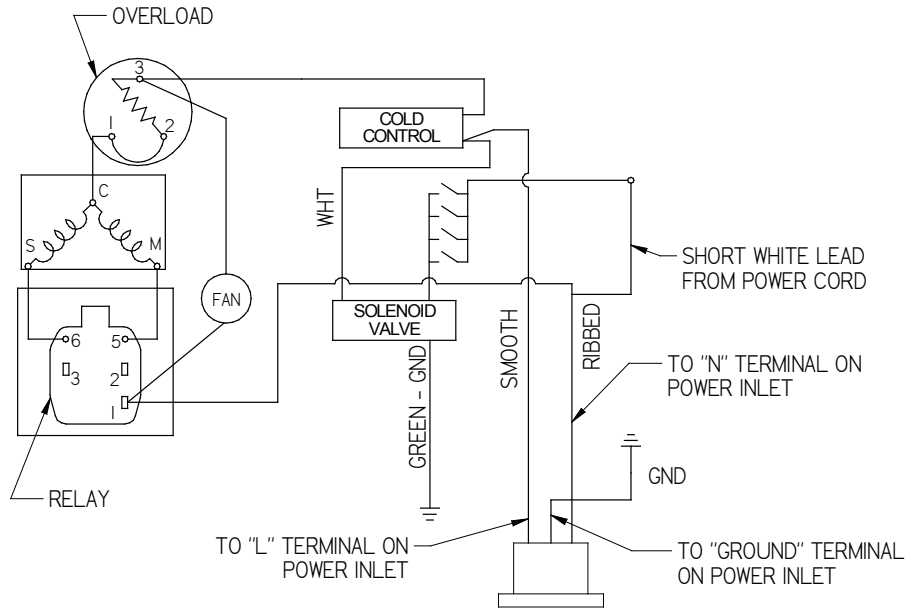 OVERLOAD
3
1
2
COLD
CONTROL
C
S
M
WHT
SHORT WHITE LEAD
FROM POWER CORD
FAN
SOLENOID
VALVE
6
5
3
2
1
SMOOTH
RIBBED
GREEN - GND
TO "N" TERMINAL ON
POWER INLET
GND
RELAY
TO "L" TERMINAL ON
POWER INLET
TO "GROUND" TERMINAL
ON POWER INLET